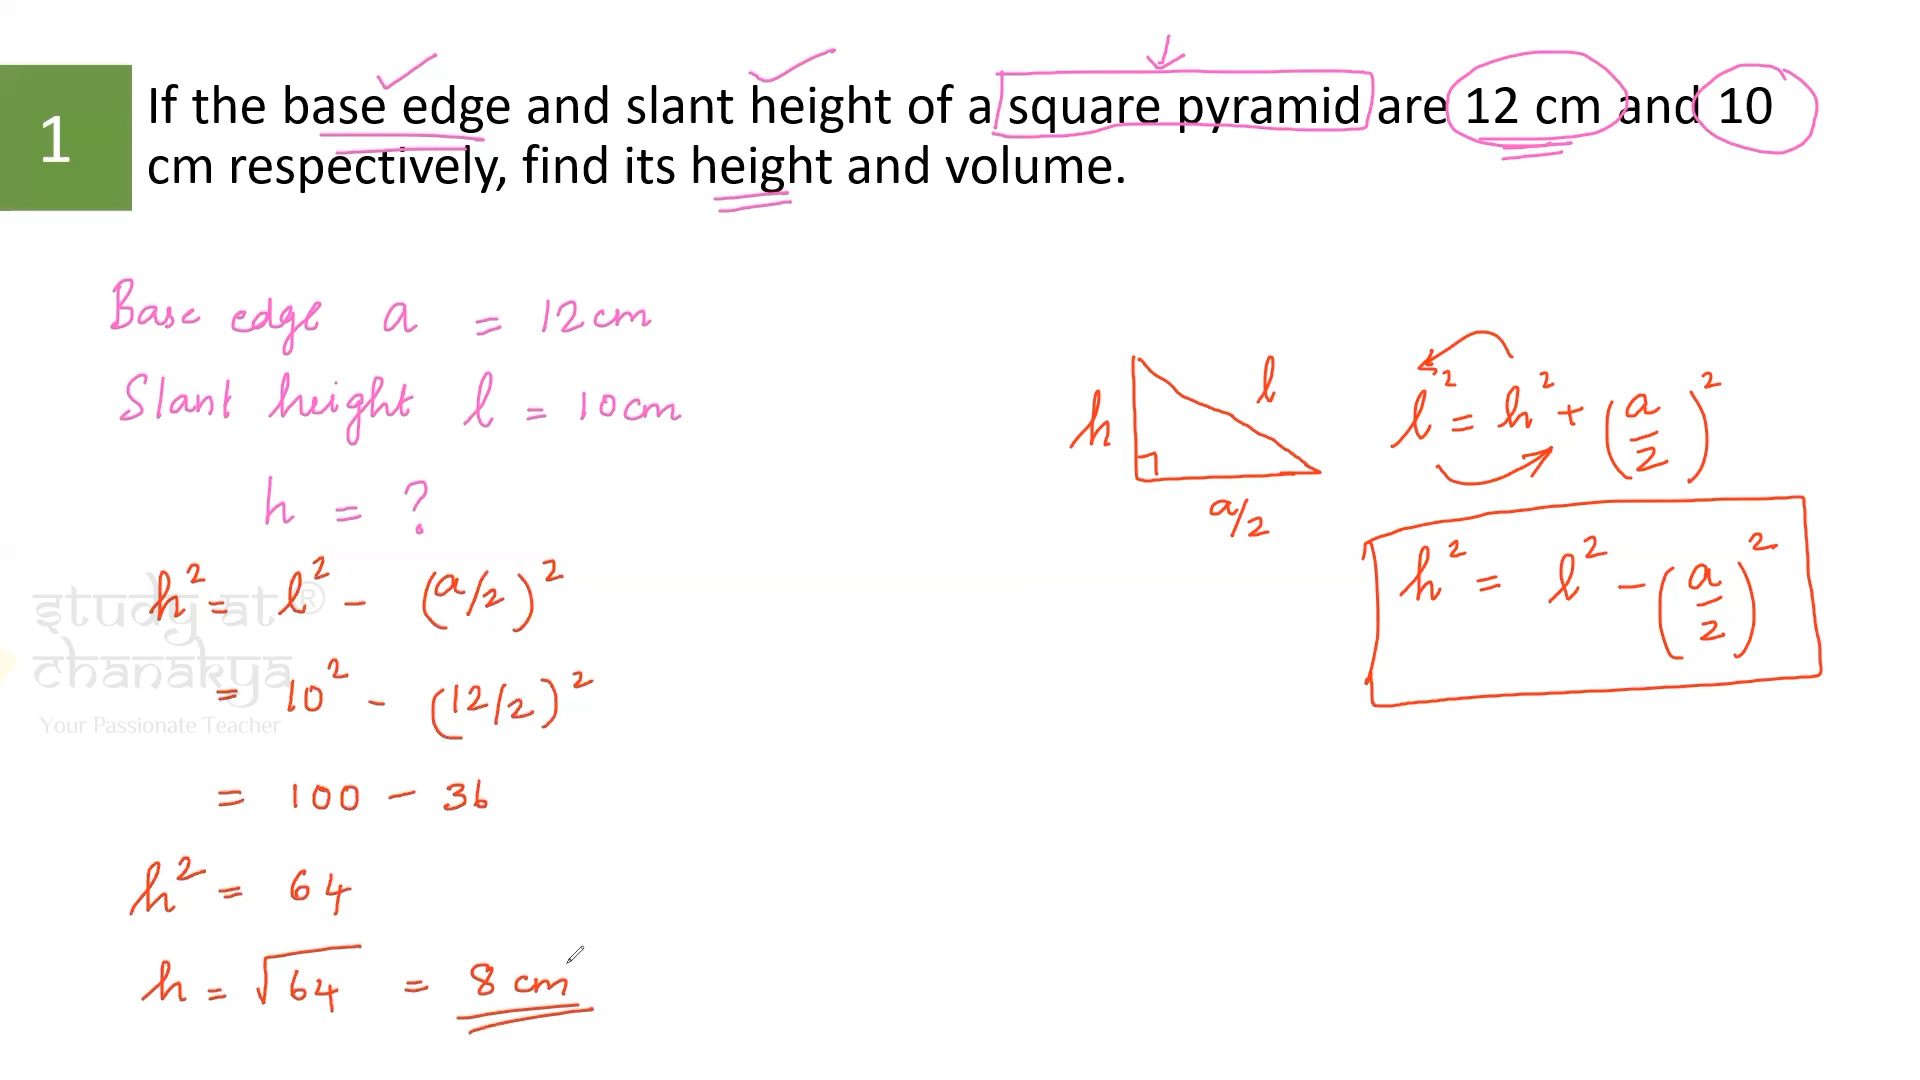 1
If the base edge and slant height of a square pyramid are 12 cm and 10
cm respectively, find its height and volume.
Base edge a = 12cm
Slant height l = 10cm
h = ?
h² = l² - (a/2)²
= 10² - (12/2)²
= 100 - 36
h² = 64
h = √64 = 8 cm
h
l
a/2
l² = h² + (a/2)²
h² = l² - (a/2)²
study at ®
chanakya
Your Passionate Teacher